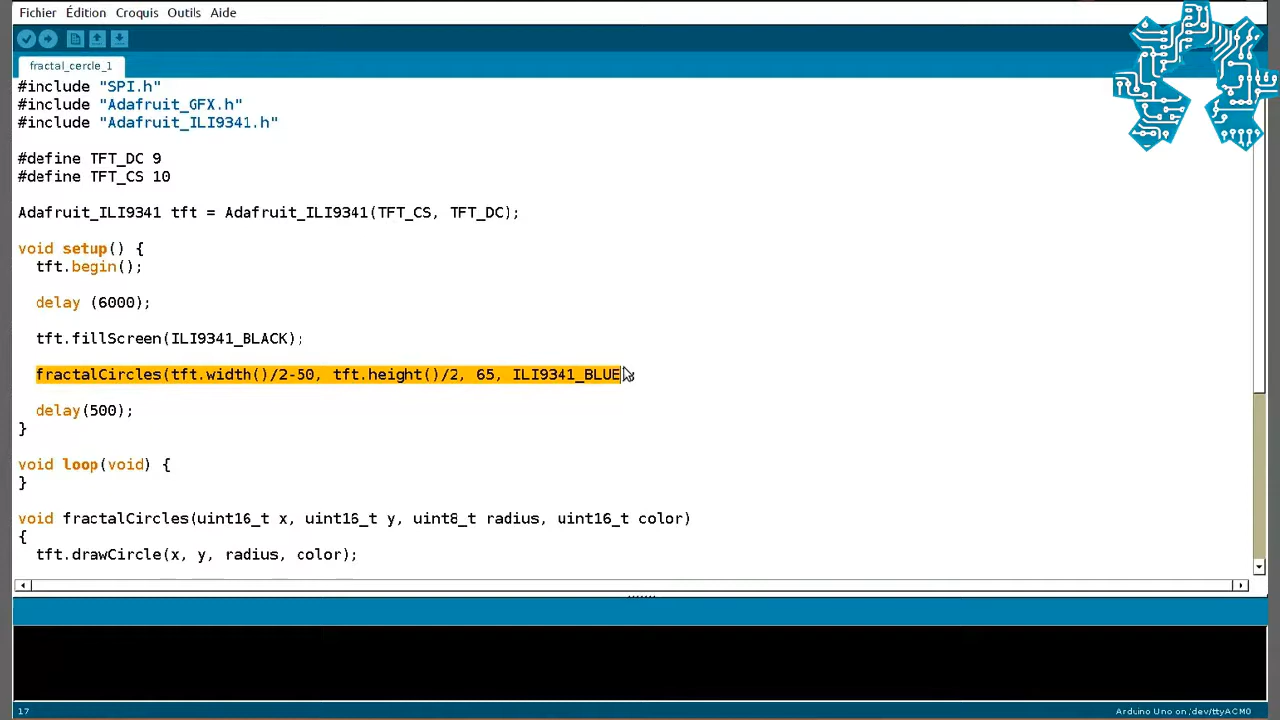 Fichier Édition Croquis Outils Aide
fractal_cercle_1
#include "SPI.h"
#include "Adafruit_GFX.h"
#include "Adafruit_ILI9341.h"
#define TFT_DC 9
#define TFT_CS 10
Adafruit_ILI9341 tft = Adafruit_ILI9341(TFT_CS, TFT_DC);
void setup() {
tft.begin();
delay (6000);
tft.fillScreen(ILI9341_BLACK);
fractalCircles(tft.width()/2-50, tft.height()/2, 65, ILI9341_BLUE
delay(500);
}
void loop(void) {
}
void fractalCircles(uint16_t x, uint16_t y, uint8_t radius, uint16_t color)
{
tft.drawCircle(x, y, radius, color);
17
Arduino Uno on /dev/ttyACM0